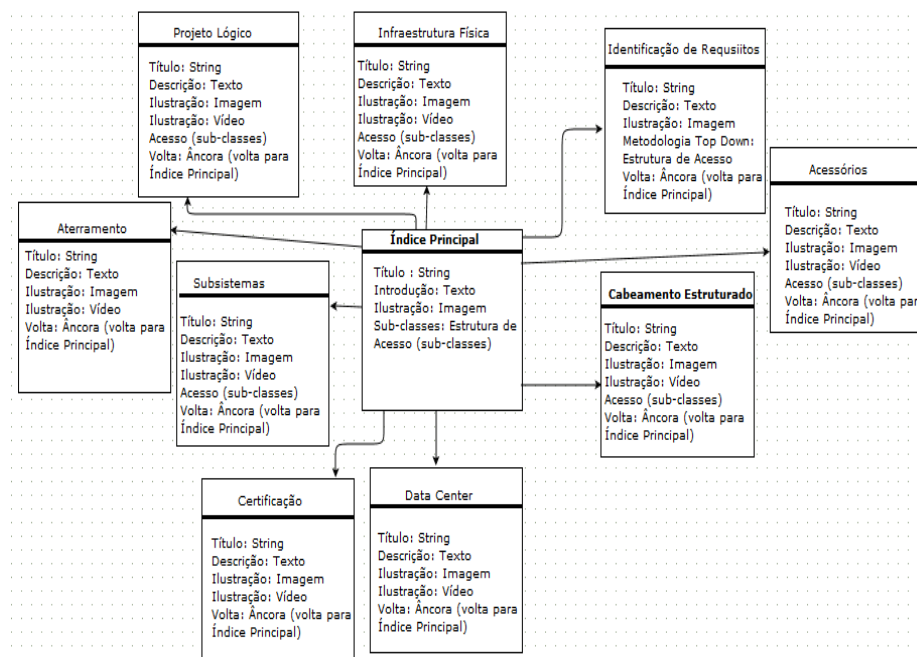 Projeto Lógico
Título: String
Descrição: Texto
Ilustração: Imagem
Ilustração: Vídeo
Acesso (sub-classes)
Volta: Âncora (volta para
Índice Principal)
Infraestrutura Física
Título: String
Descrição: Texto
Ilustração: Imagem
Ilustração: Vídeo
Acesso (sub-classes)
Volta: Âncora (volta para
Índice Principal)
Identificação de Requsiitos
Título: String
Descrição: Texto
Ilustração: Imagem
Metodologia Top Down:
Estrutura de Acesso
Volta: Âncora (volta para
Índice Principal)
Acessórios
Título: String
Descrição: Texto
Ilustração: Imagem
Ilustração: Vídeo
Acesso (sub-classes)
Volta: Âncora (volta para
Índice Principal)
Aterramento
Título: String
Descrição: Texto
Ilustração: Imagem
Ilustração: Vídeo
Volta: Âncora (volta para
Índice Principal)
Subsistemas
Título: String
Descrição: Texto
Ilustração: Imagem
Ilustração: Vídeo
Acesso (sub-classes)
Volta: Âncora (volta para
Índice Principal)
Índice Principal
Título : String
Introdução: Texto
Ilustração: Imagem
Sub-classes: Estrutura de
Acesso (sub-classes)
Cabeamento Estruturado
Título: String
Descrição: Texto
Ilustração: Imagem
Ilustração: Vídeo
Acesso (sub-classes)
Volta: Âncora (volta para
Índice Principal)
Certificação
Título: String
Descrição: Texto
Ilustração: Imagem
Ilustração: Vídeo
Volta: Âncora (volta para
Índice Principal)
Data Center
Título: String
Descrição: Texto
Ilustração: Imagem
Ilustração: Vídeo
Volta: Âncora (volta para
Índice Principal)